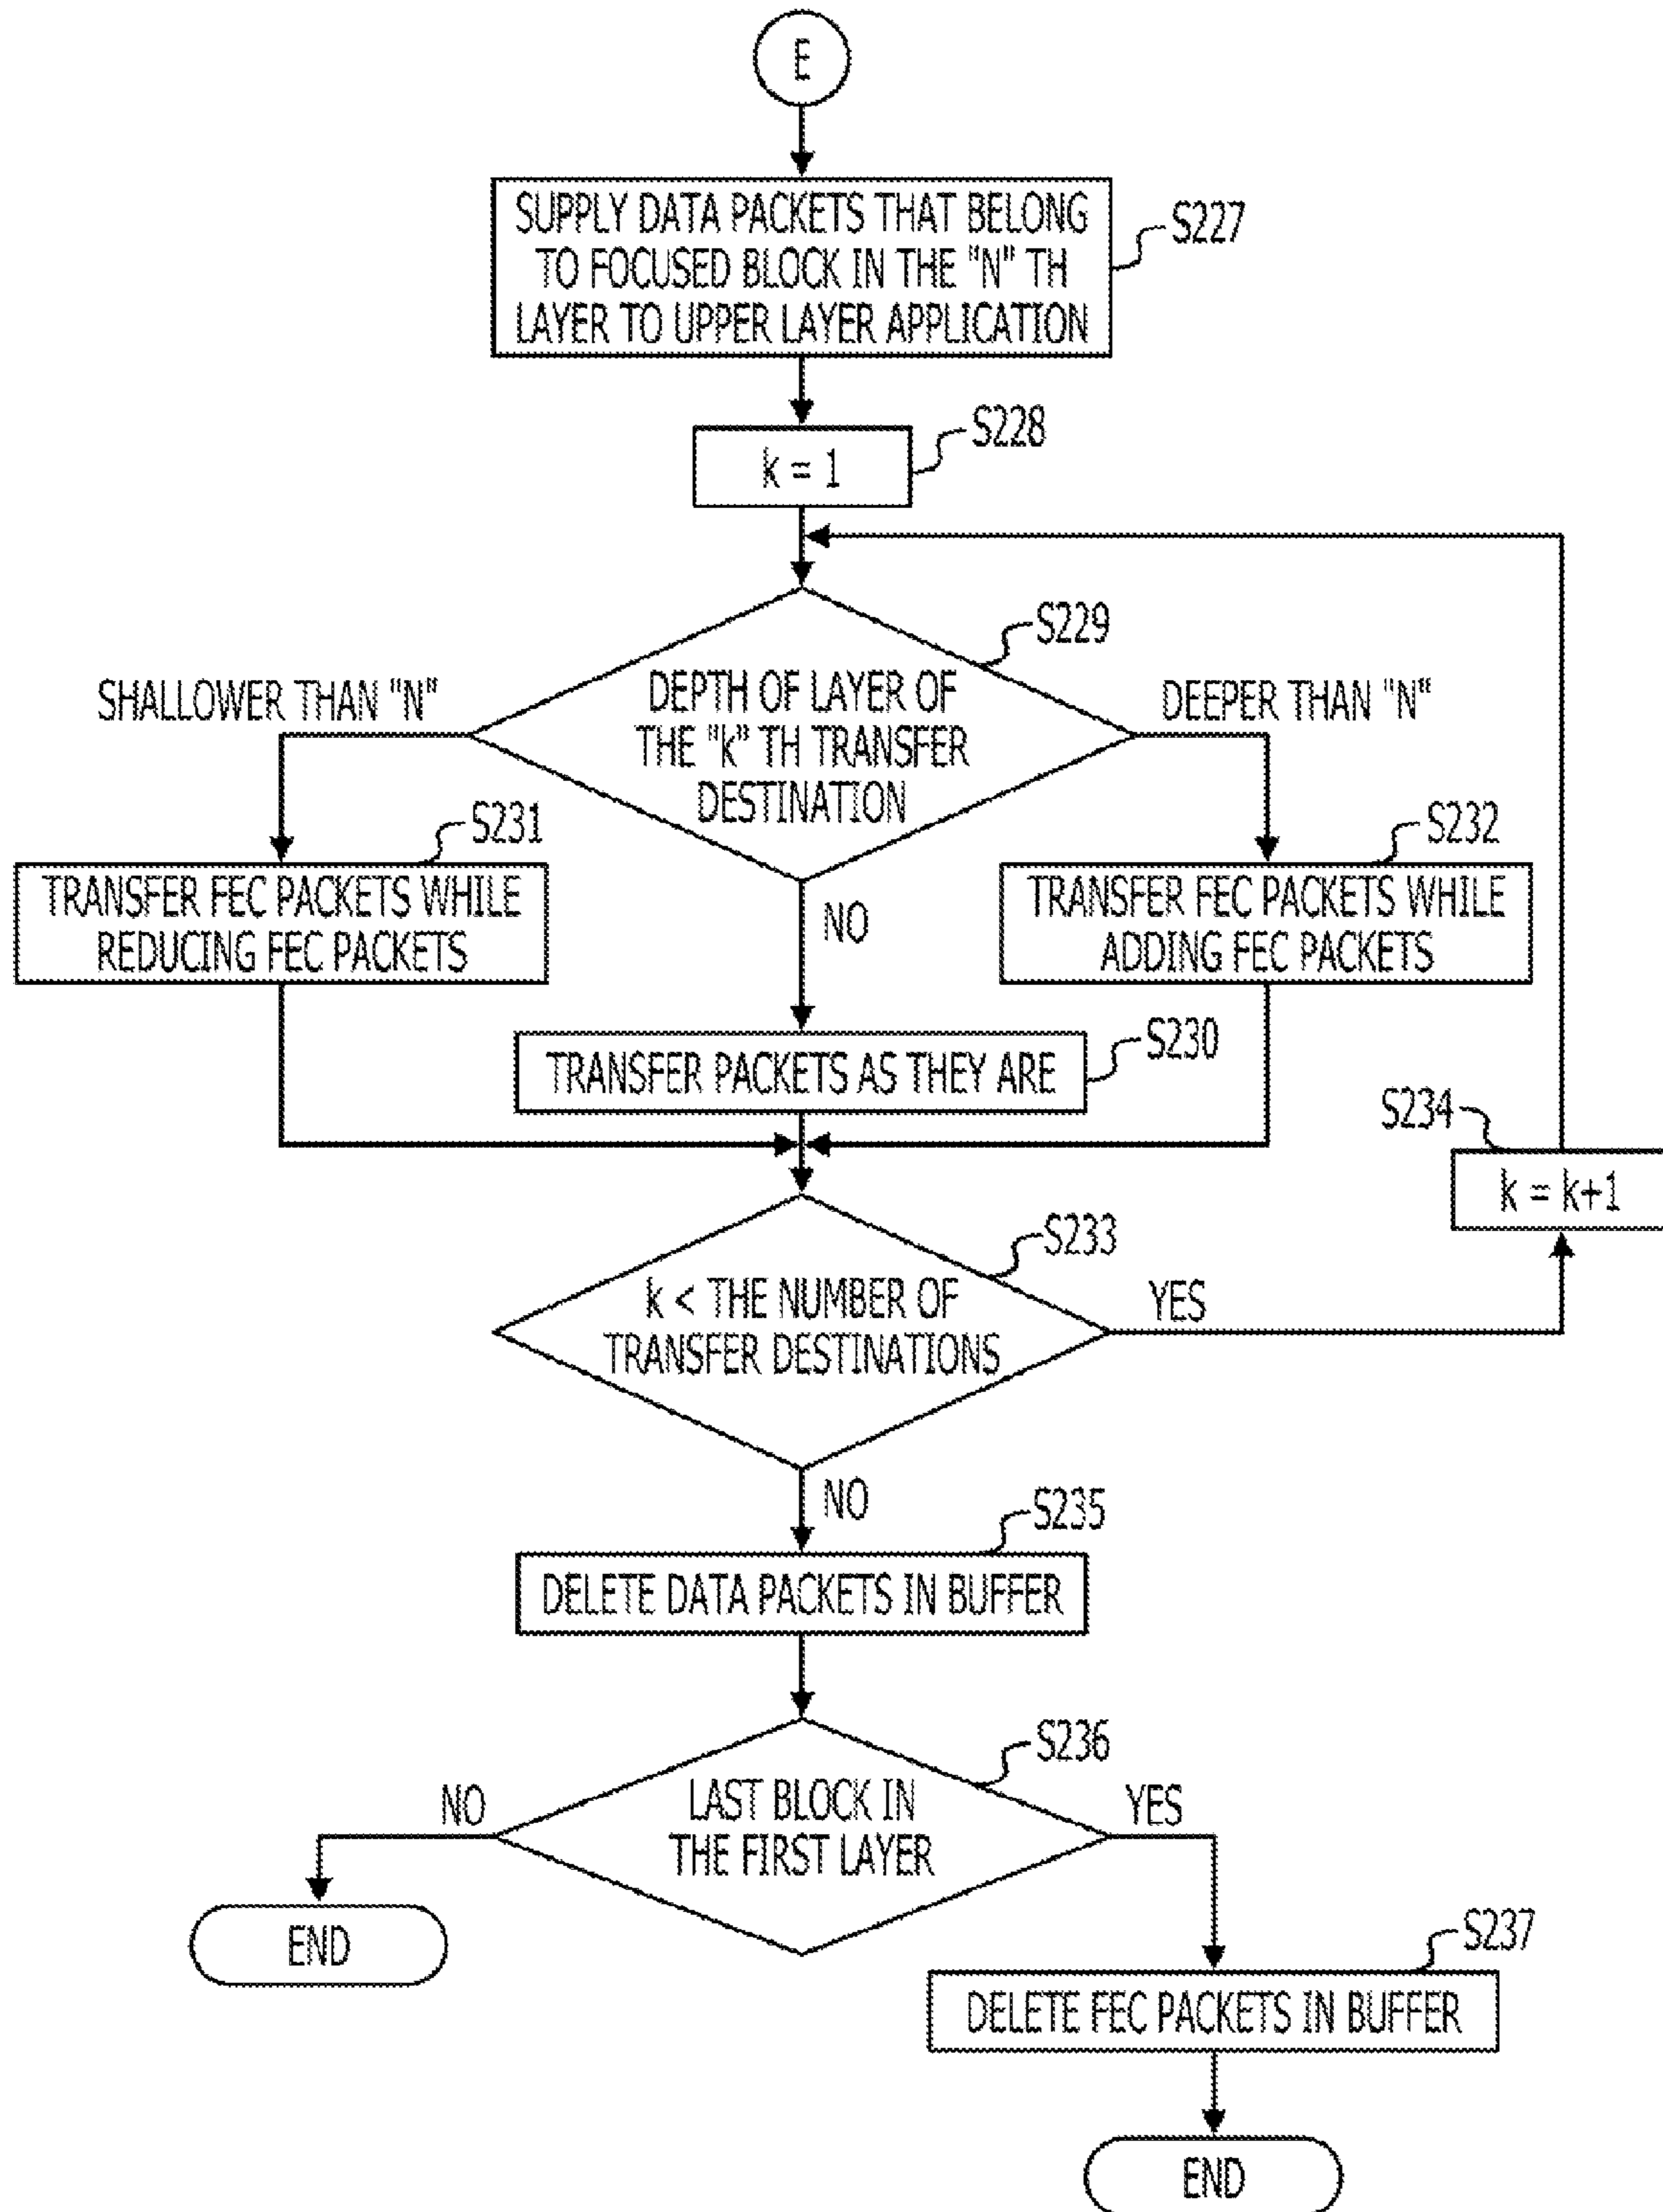 E
SUPPLY DATA PACKETS THAT BELONG
TO FOCUSED BLOCK IN THE "N" TH
LAYER TO UPPER LAYER APPLICATION
S227
k = 1
S228
S229
DEPTH OF LAYER OF
THE "k" TH TRANSFER
DESTINATION
SHALLOWER THAN "N"
DEEPER THAN "N"
NO
S231
TRANSFER FEC PACKETS WHILE
REDUCING FEC PACKETS
S232
TRANSFER FEC PACKETS WHILE
ADDING FEC PACKETS
S230
TRANSFER PACKETS AS THEY ARE
S234
k = k+1
S233
k < THE NUMBER OF
TRANSFER DESTINATIONS
YES
NO
S235
DELETE DATA PACKETS IN BUFFER
S236
LAST BLOCK IN
THE FIRST LAYER
NO
YES
END
S237
DELETE FEC PACKETS IN BUFFER
END